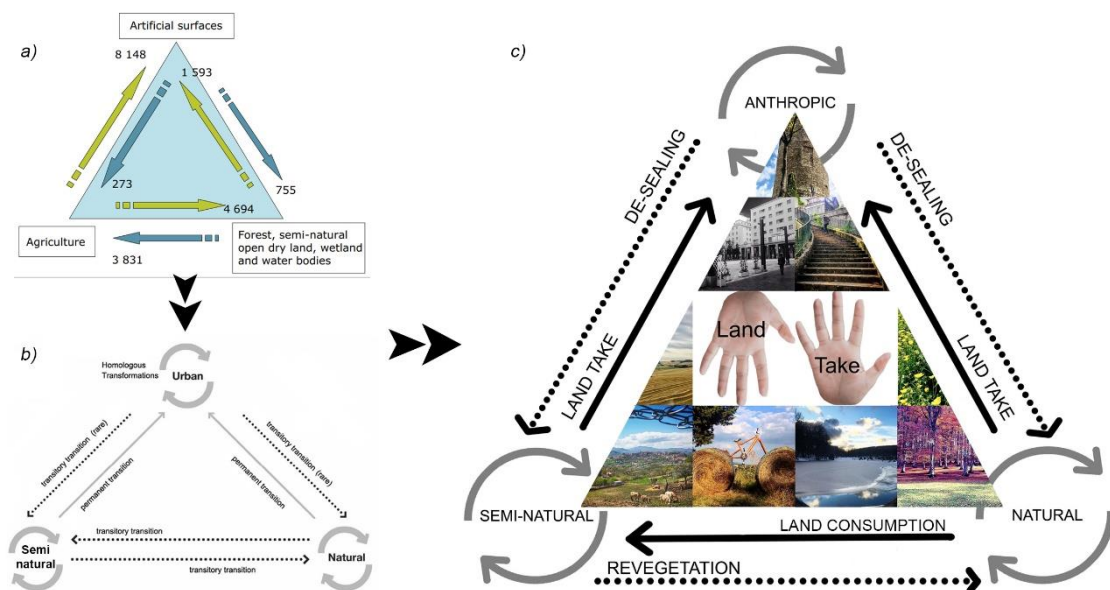 a)
Artificial surfaces
8 148
1 593
273
755
4 694
Agriculture
Forest, semi-natural
open dry land, wetland
and water bodies
3 831
b)
Homologous
Transformations
Urban
transitory transition (rare)
permanent transition
transitory transition (rare)
permanent transition
Semi
natural
transitory transition
transitory transition
Natural
c)
ANTHROPIC
DE-SEALING
LAND TAKE
DE-SEALING
LAND TAKE
Land
Take
SEMI-NATURAL
LAND CONSUMPTION
NATURAL
REVEGETATION